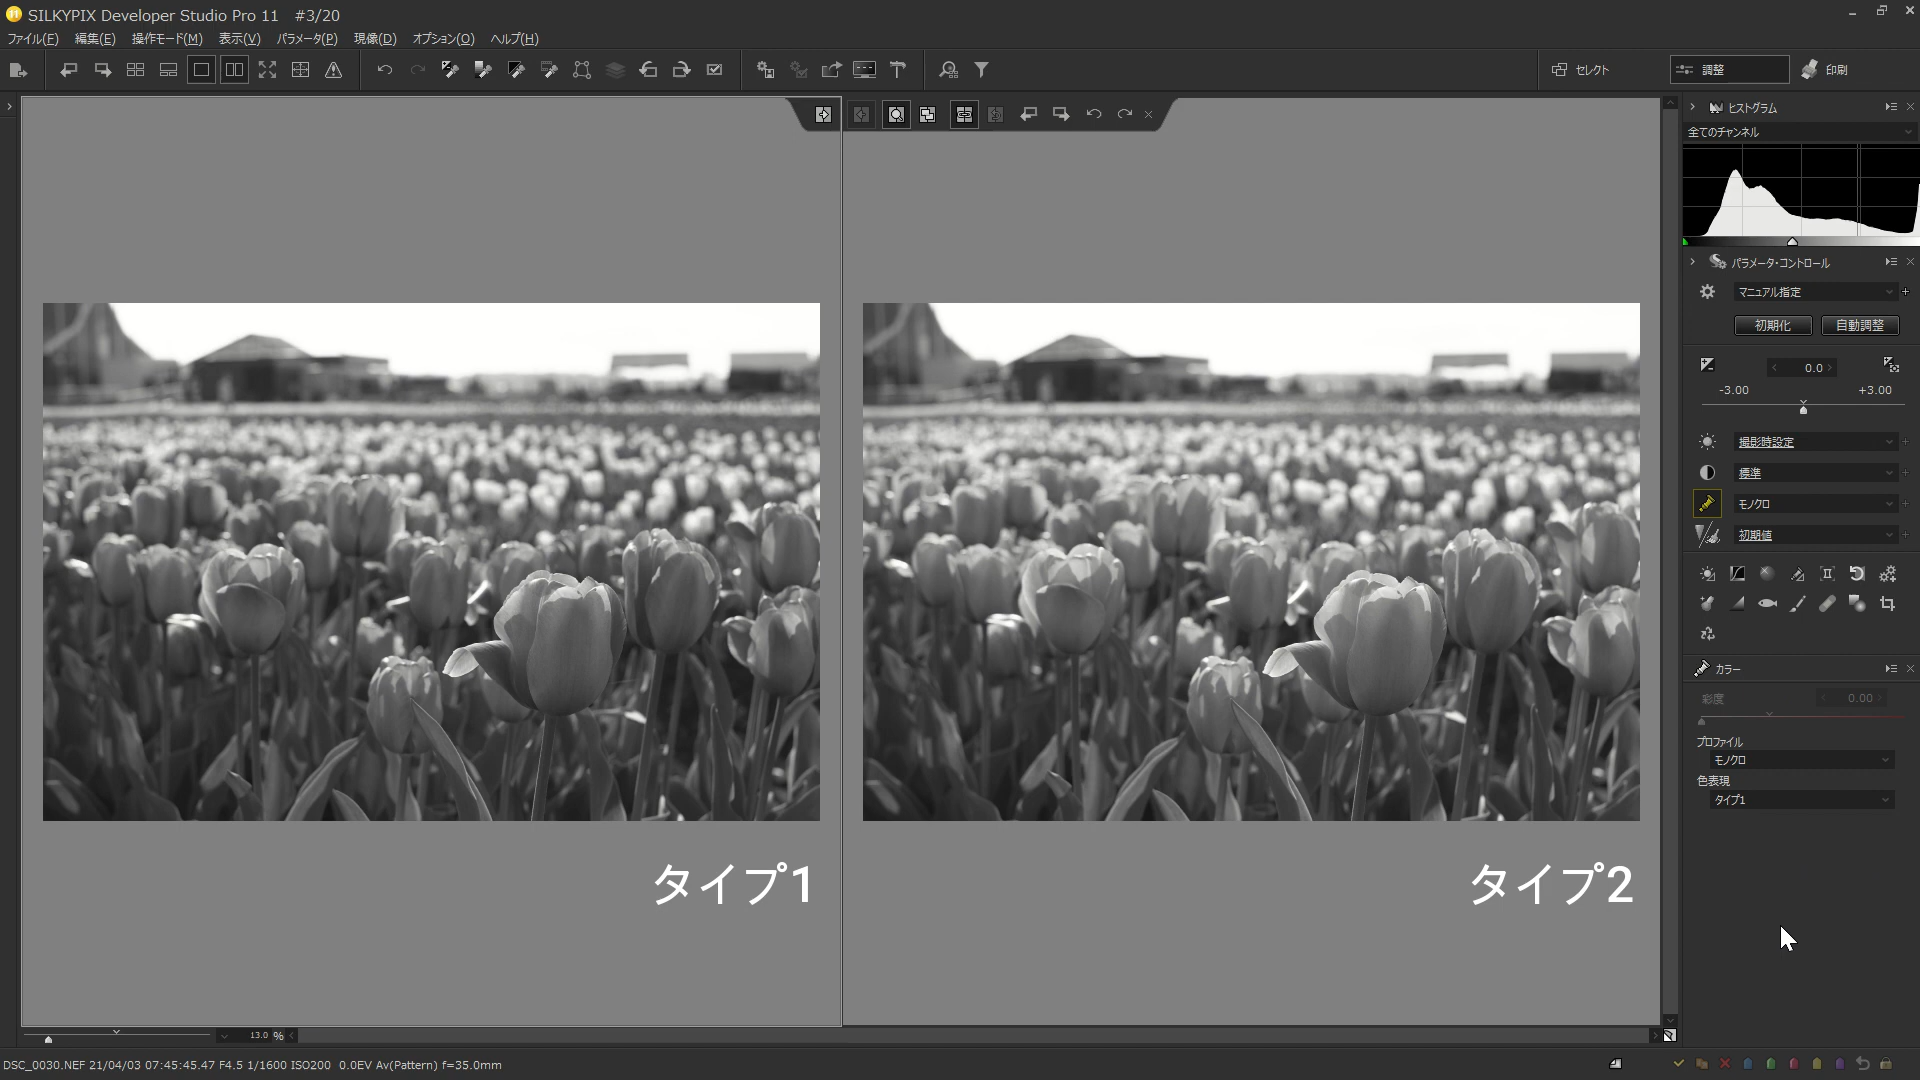 SILKYPIX Developer Studio Pro 11 #3/20
ファイル(F) 編集(E) 操作モード(M) 表示(V) パラメータ(P) 現像(D) オプション(O) ヘルプ(H)
セレクト 調整 印刷
ヒストグラム
全てのチャンネル
パラメータ・コントロール
マニュアル指定
初期化 自動調整
0.0
-3.00 +3.00
撮影時設定
標準
モノクロ
初期値
カラー
彩度 0.00
プロファイル
モノクロ
色表現
タイプ1
タイプ1 タイプ2
13.0 %
DSC_0030.NEF 21/04/03 07:45:45.47 F4.5 1/1600 ISO200 0.0EV Av(Pattern) f=35.0mm